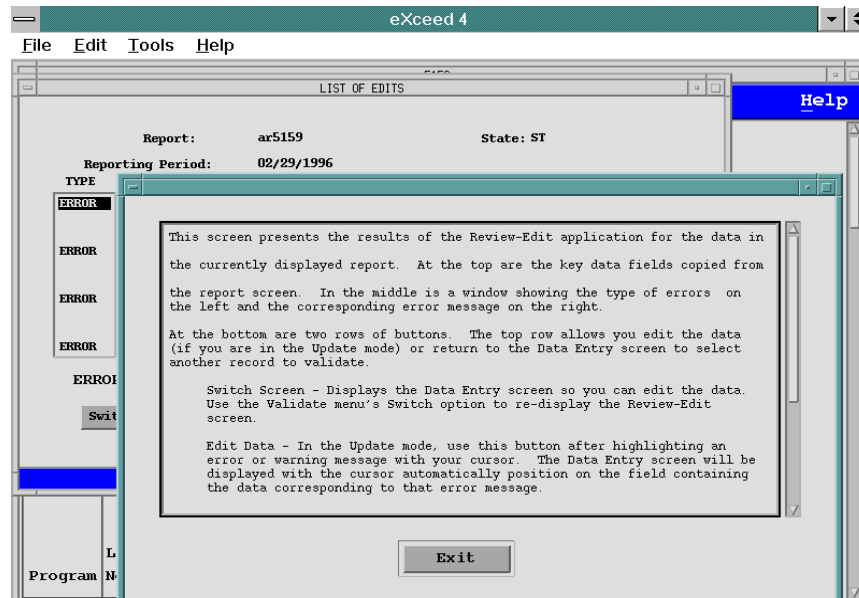 eXceed 4
File Edit Tools Help
LIST OF EDITS
Help
Report: ar5159 State: ST
Reporting Period: 02/29/1996
TYPE
ERROR
ERROR
ERROR
ERROR
This screen presents the results of the Review-Edit application for the data in
the currently displayed report. At the top are the key data fields copied from
the report screen. In the middle is a window showing the type of errors on
the left and the corresponding error message on the right.
At the bottom are two rows of buttons. The top row allows you edit the data
(if you are in the Update mode) or return to the Data Entry screen to select
another record to validate.
Switch Screen - Displays the Data Entry screen so you can edit the data.
Use the Validate menu's Switch option to re-display the Review-Edit
screen.
Edit Data - In the Update mode, use this button after highlighting an
error or warning message with your cursor. The Data Entry screen will be
displayed with the cursor automatically position on the field containing
the data corresponding to that error message.
Exit
Program